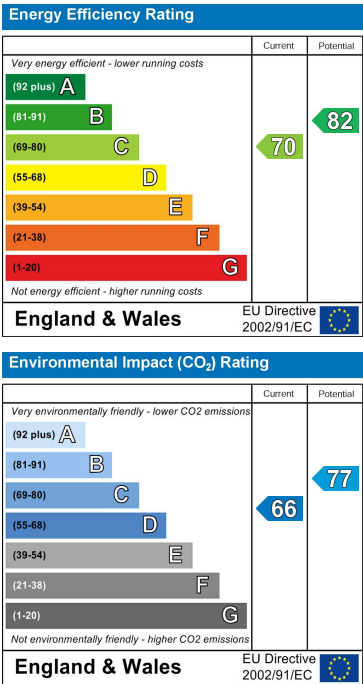 Energy Efficiency Rating
Current Potential
Very energy efficient - lower running costs
(92 plus) A
(81-91) B
82
(69-80) C
70
(55-68) D
(39-54) E
(21-38) F
(1-20) G
Not energy efficient - higher running costs
England & Wales
EU Directive
2002/91/EC
Environmental Impact (CO₂) Rating
Current Potential
Very environmentally friendly - lower CO2 emissions
(92 plus) A
(81-91) B
(69-80) C
77
(55-68) D
66
(39-54) E
(21-38) F
(1-20) G
Not environmentally friendly - higher CO2 emissions
England & Wales
EU Directive
2002/91/EC